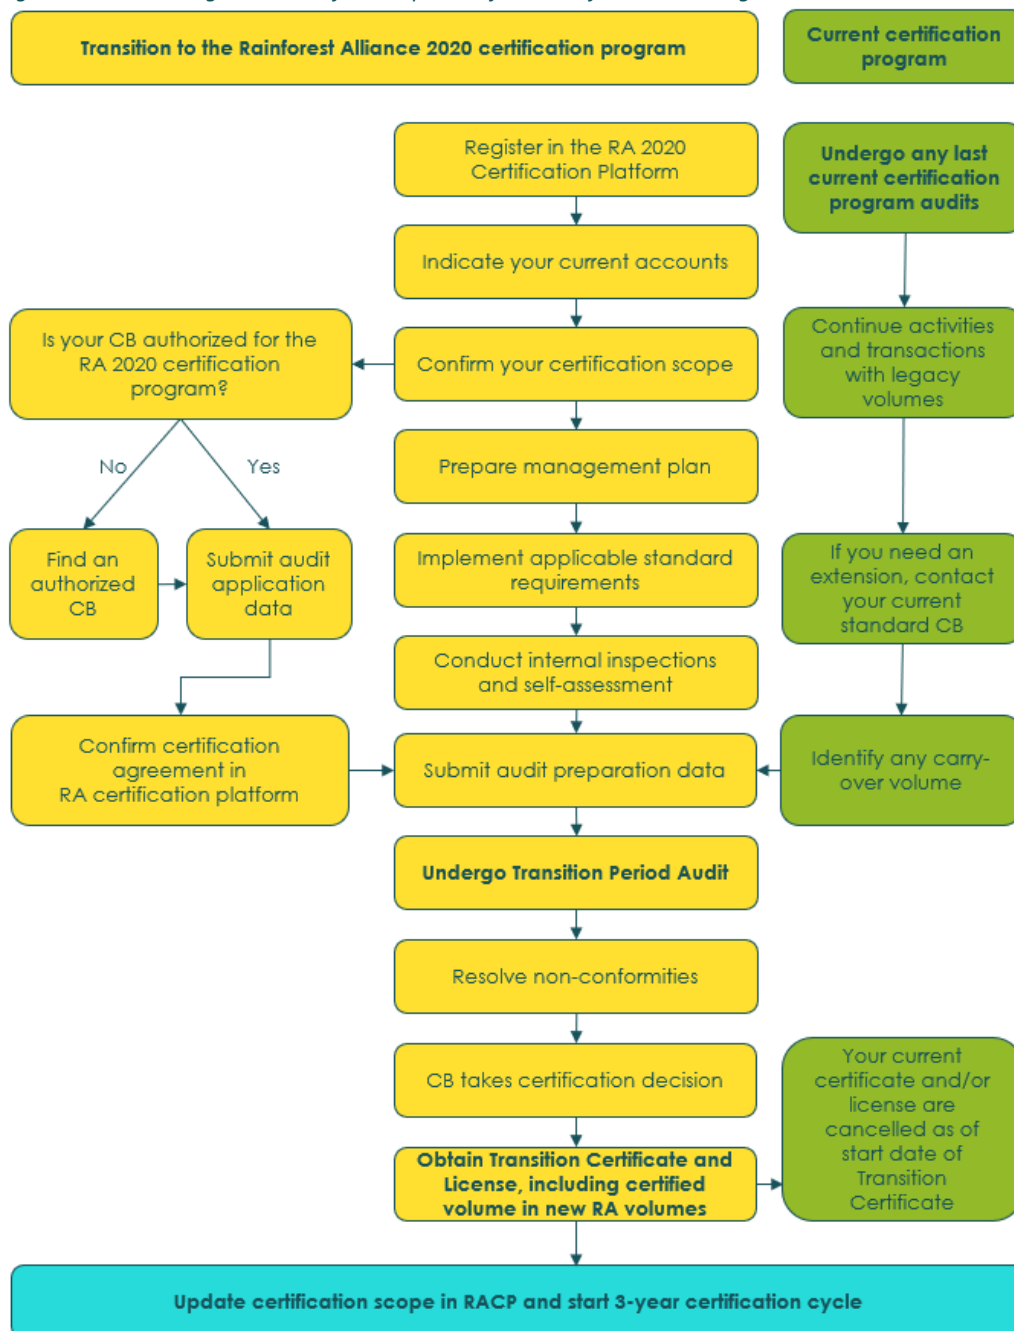 Transition to the Rainforest Alliance 2020 certification program
Current certification
program
Register in the RA 2020
Certification Platform
Undergo any last
current certification
program audits
Indicate your current accounts
Is your CB authorized for the
RA 2020 certification
program?
Confirm your certification scope
Continue activities
and transactions
with legacy
volumes
No
Yes
Prepare management plan
Find an
authorized
CB
Submit audit
application
data
Implement applicable standard
requirements
If you need an
extension, contact
your current
standard CB
Conduct internal inspections
and self-assessment
Confirm certification
agreement in
RA certification platform
Submit audit preparation data
Identify any carry-
over volume
Undergo Transition Period Audit
Resolve non-conformities
CB takes certification decision
Your current
certificate and/or
license are
cancelled as of
start date of
Transition
Certificate
Obtain Transition Certificate and
License, including certified
volume in new RA volumes
Update certification scope in RACP and start 3-year certification cycle